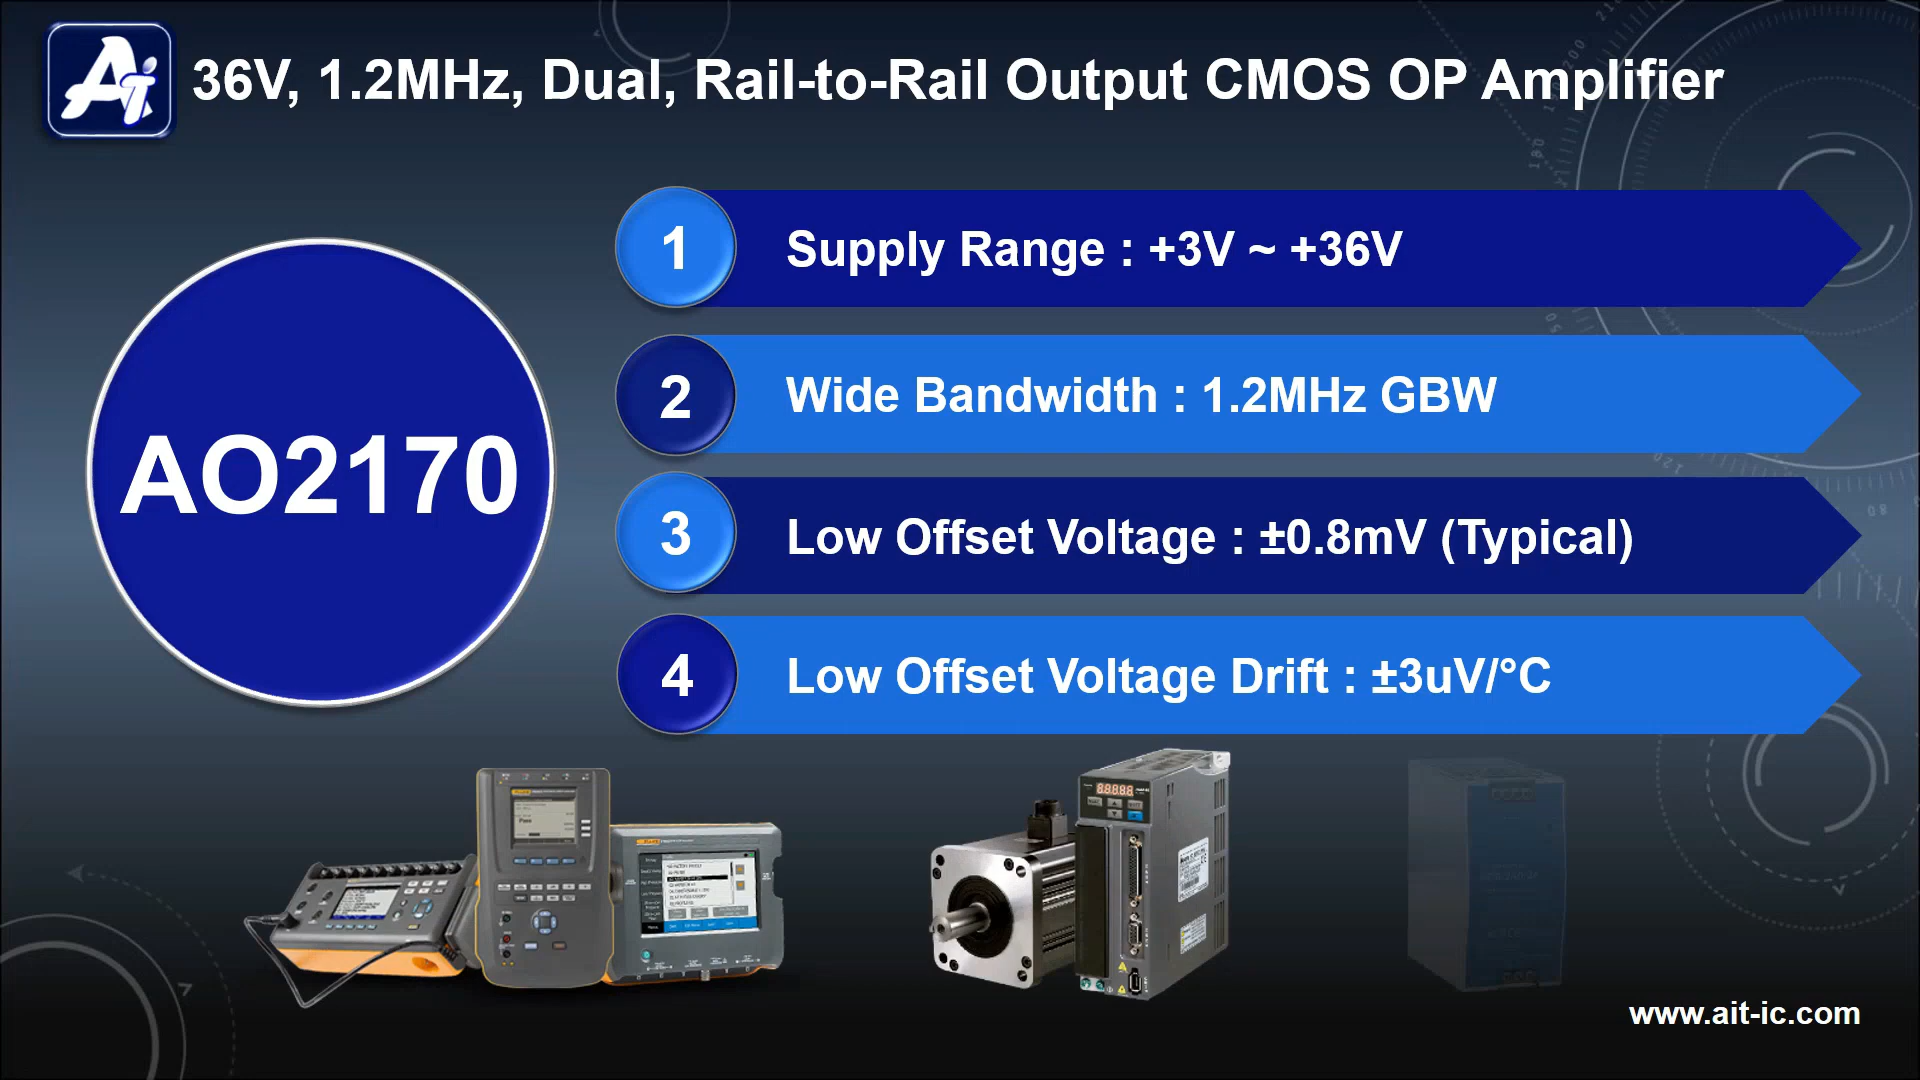 Ai
36V, 1.2MHz, Dual, Rail-to-Rail Output CMOS OP Amplifier
AO2170
1
Supply Range : +3V ~ +36V
2
Wide Bandwidth : 1.2MHz GBW
3
Low Offset Voltage : ±0.8mV (Typical)
4
Low Offset Voltage Drift : ±3uV/°C
www.ait-ic.com